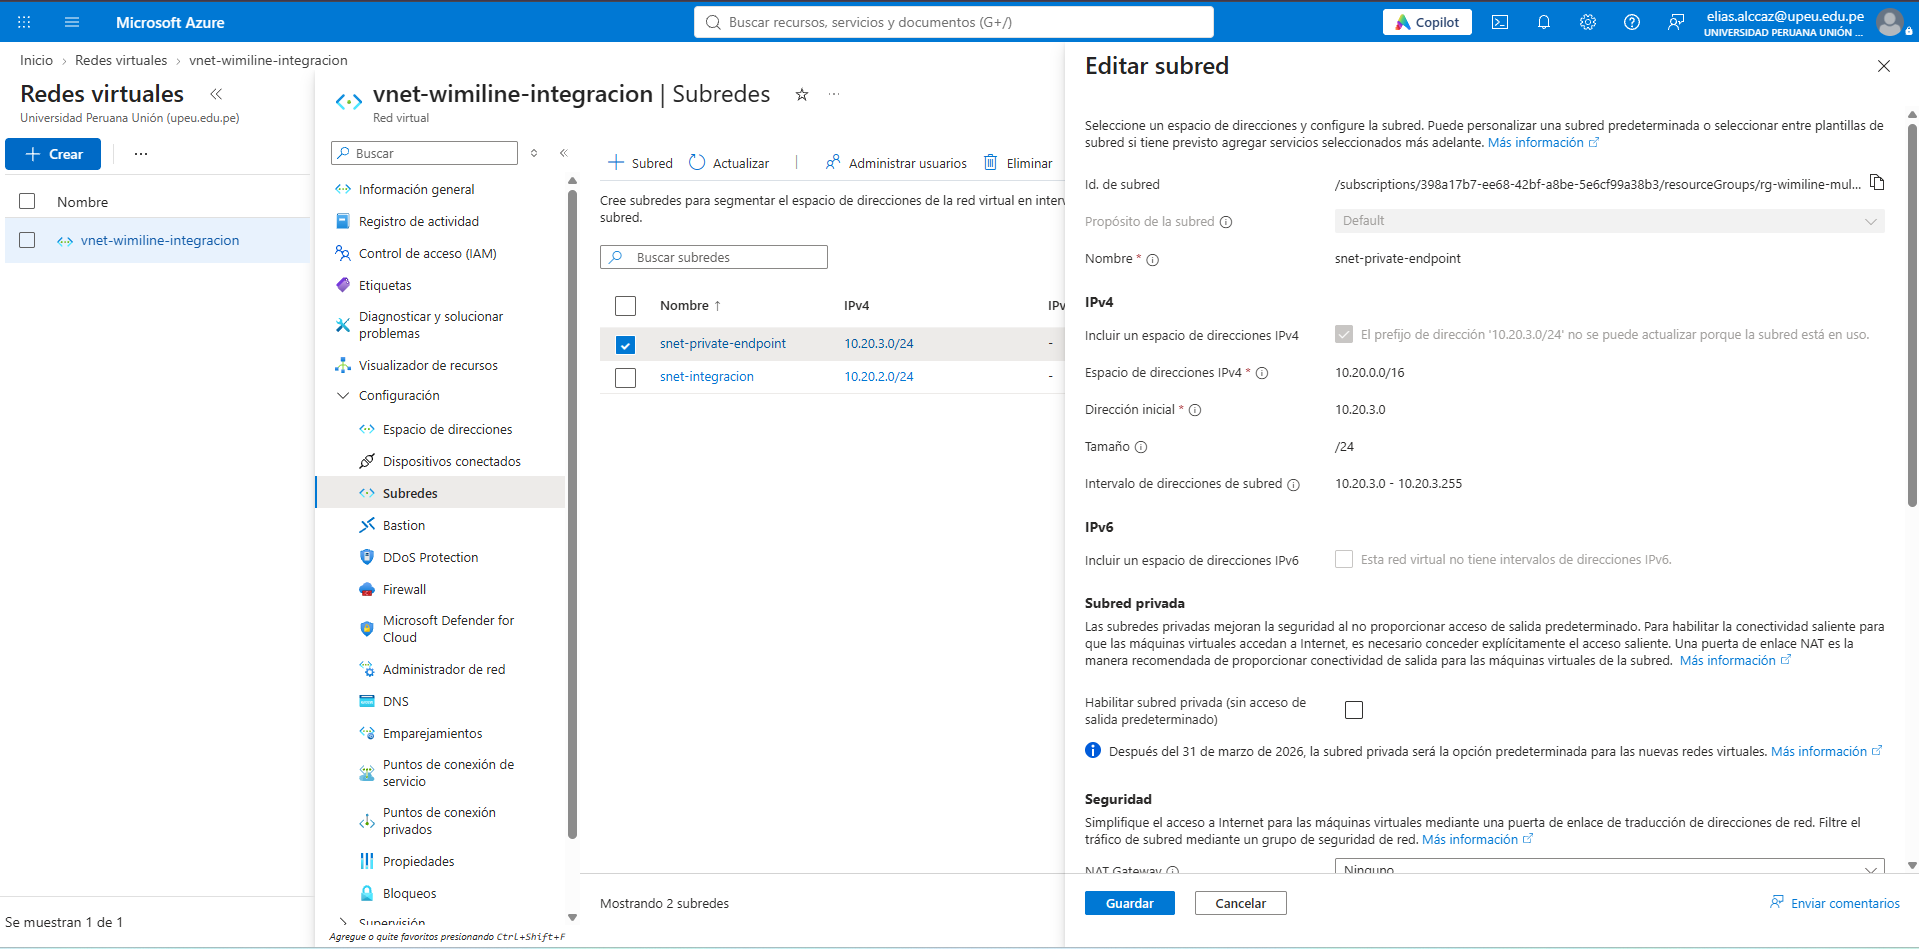 Microsoft Azure
Buscar recursos, servicios y documentos (G+/)
Copilot
elias.alccaz@upeu.edu.pe
UNIVERSIDAD PERUANA UNIÓN ...
Inicio > Redes virtuales > vnet-wimiline-integracion
Redes virtuales
Universidad Peruana Unión (upeu.edu.pe)
Crear
Nombre
vnet-wimiline-integracion
Se muestran 1 de 1
vnet-wimiline-integracion | Subredes
Red virtual
Buscar
Información general
Registro de actividad
Control de acceso (IAM)
Etiquetas
Diagnosticar y solucionar
problemas
Visualizador de recursos
Configuración
Espacio de direcciones
Dispositivos conectados
Subredes
Bastion
DDoS Protection
Firewall
Microsoft Defender for
Cloud
Administrador de red
DNS
Emparejamientos
Puntos de conexión de
servicio
Puntos de conexión
privados
Propiedades
Bloqueos
Supervisión
Agregue o quite favoritos presionando Ctrl+Shift+F
Subred Actualizar Administrar usuarios Eliminar
Cree subredes para segmentar el espacio de direcciones de la red virtual en interv
subred.
Buscar subredes
Nombre ↑ IPv4 IPv
snet-private-endpoint 10.20.3.0/24 -
snet-integracion 10.20.2.0/24 -
Mostrando 2 subredes
Editar subred
Seleccione un espacio de direcciones y configure la subred. Puede personalizar una subred predeterminada o seleccionar entre plantillas de
subred si tiene previsto agregar servicios seleccionados más adelante. Más información
Id. de subred /subscriptions/398a17b7-ee68-42bf-a8be-5e6cf99a38b3/resourceGroups/rg-wimiline-mul...
Propósito de la subred Default
Nombre * snet-private-endpoint
IPv4
Incluir un espacio de direcciones IPv4 El prefijo de dirección '10.20.3.0/24' no se puede actualizar porque la subred está en uso.
Espacio de direcciones IPv4 * 10.20.0.0/16
Dirección inicial * 10.20.3.0
Tamaño /24
Intervalo de direcciones de subred 10.20.3.0 - 10.20.3.255
IPv6
Incluir un espacio de direcciones IPv6 Esta red virtual no tiene intervalos de direcciones IPv6.
Subred privada
Las subredes privadas mejoran la seguridad al no proporcionar acceso de salida predeterminado. Para habilitar la conectividad saliente para
que las máquinas virtuales accedan a Internet, es necesario conceder explícitamente el acceso saliente. Una puerta de enlace NAT es la
manera recomendada de proporcionar conectividad de salida para las máquinas virtuales de la subred. Más información
Habilitar subred privada (sin acceso de
salida predeterminado)
Después del 31 de marzo de 2026, la subred privada será la opción predeterminada para las nuevas redes virtuales. Más información
Seguridad
Simplifique el acceso a Internet para las máquinas virtuales mediante una puerta de enlace de traducción de direcciones de red. Filtre el
tráfico de subred mediante un grupo de seguridad de red. Más información
NAT Gateway Ninguno
Guardar Cancelar Enviar comentarios